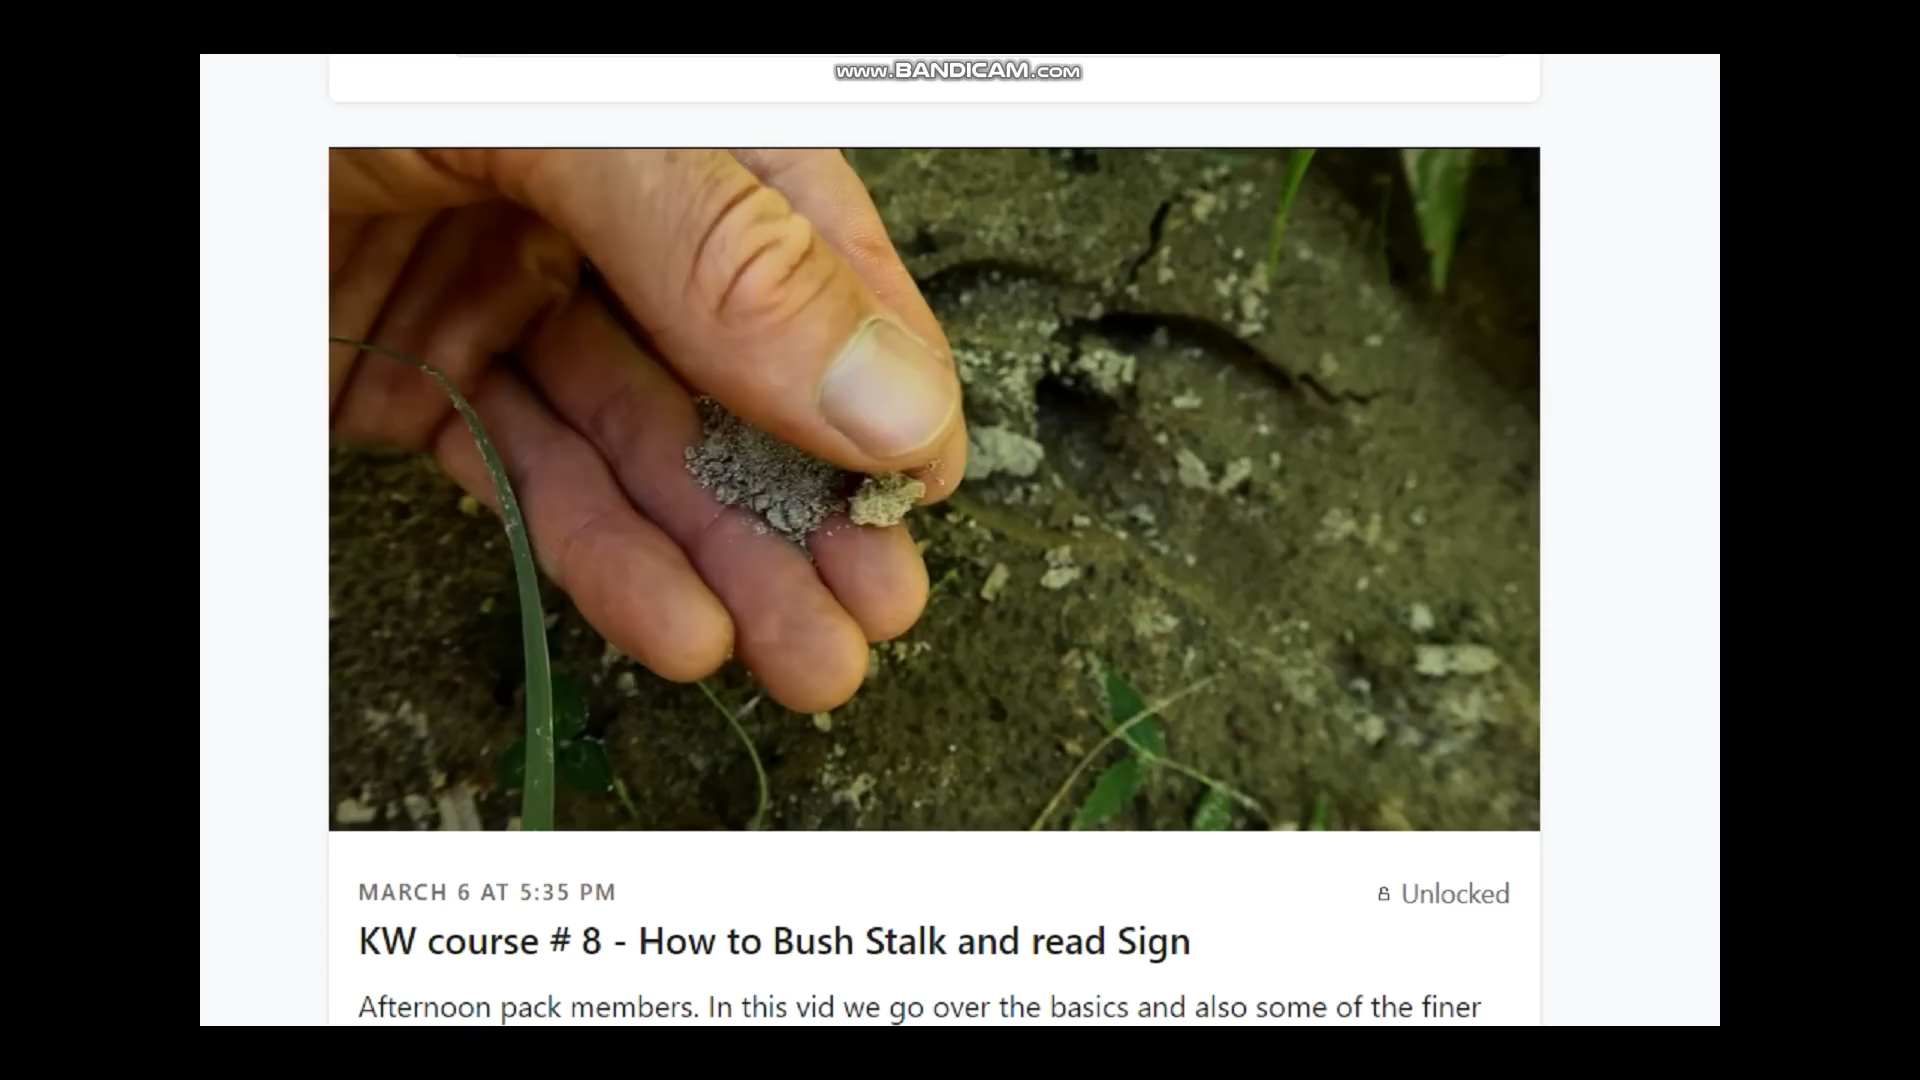 www.BANDICAM.com
MARCH 6 AT 5:35 PM
Unlocked
KW course # 8 - How to Bush Stalk and read Sign
Afternoon pack members. In this vid we go over the basics and also some of the finer